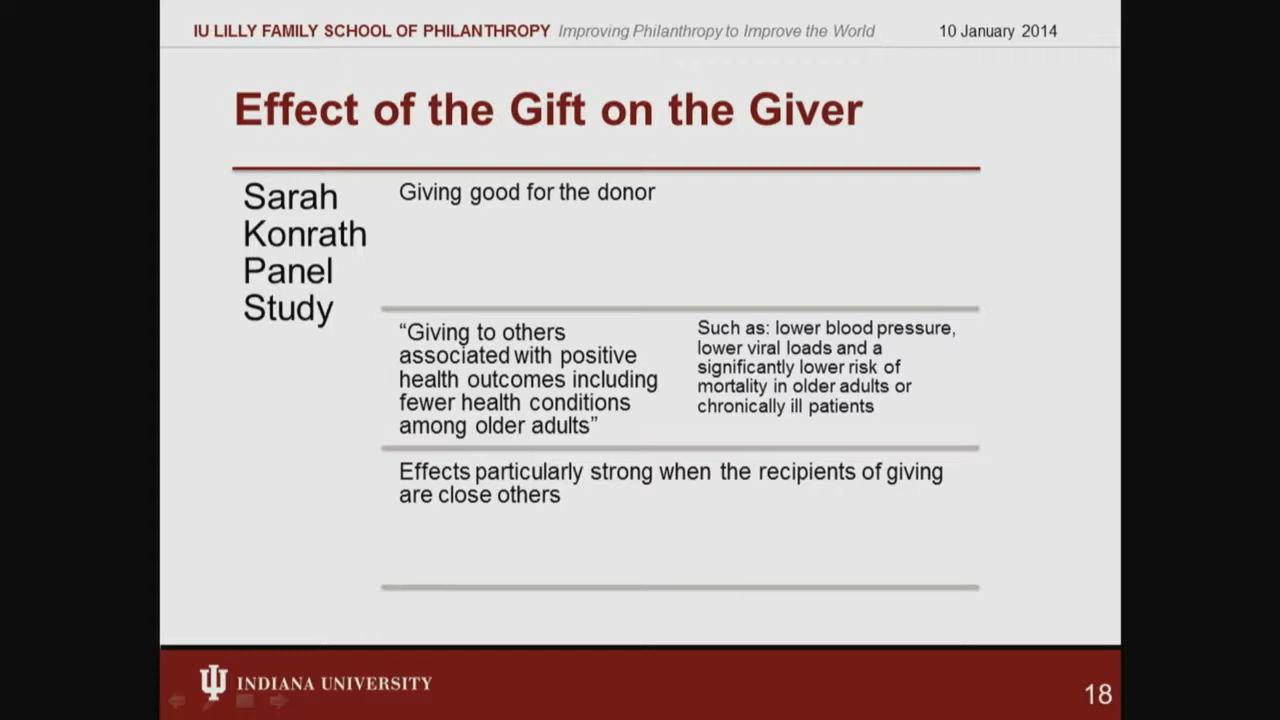 IU LILLY FAMILY SCHOOL OF PHILANTHROPY Improving Philanthropy to Improve the World 10 January 2014
Effect of the Gift on the Giver
Sarah
Konrath
Panel
Study
Giving good for the donor
“Giving to others
associated with positive
health outcomes including
fewer health conditions
among older adults”
Such as: lower blood pressure,
lower viral loads and a
significantly lower risk of
mortality in older adults or
chronically ill patients
Effects particularly strong when the recipients of giving
are close others
INDIANA UNIVERSITY
18